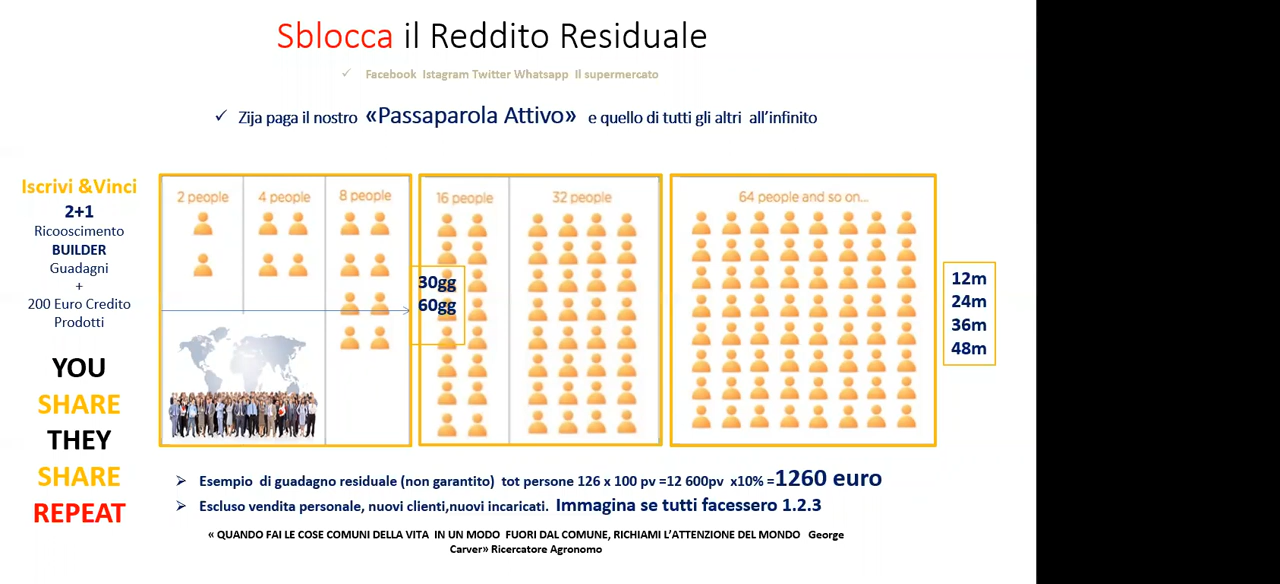 Sblocca il Reddito Residuale
✓ Facebook Istagram Twitter Whatsapp Il supermercato
✓ Zija paga il nostro «Passaparola Attivo» e quello di tutti gli altri all'infinito
Iscrivi &Vinci
2+1
Ricooscimento
BUILDER
Guadagni
+
200 Euro Credito
Prodotti
YOU
SHARE
THEY
SHARE
REPEAT
2 people
4 people
8 people
16 people
32 people
64 people and so on...
30gg
60gg
12m
24m
36m
48m
➢ Esempio di guadagno residuale (non garantito) tot persone 126 x 100 pv =12 600pv x10% =1260 euro
➢ Escluso vendita personale, nuovi clienti,nuovi incaricati. Immagina se tutti facessero 1.2.3
« QUANDO FAI LE COSE COMUNI DELLA VITA IN UN MODO FUORI DAL COMUNE, RICHIAMI L'ATTENZIONE DEL MONDO George
Carver» Ricercatore Agronomo